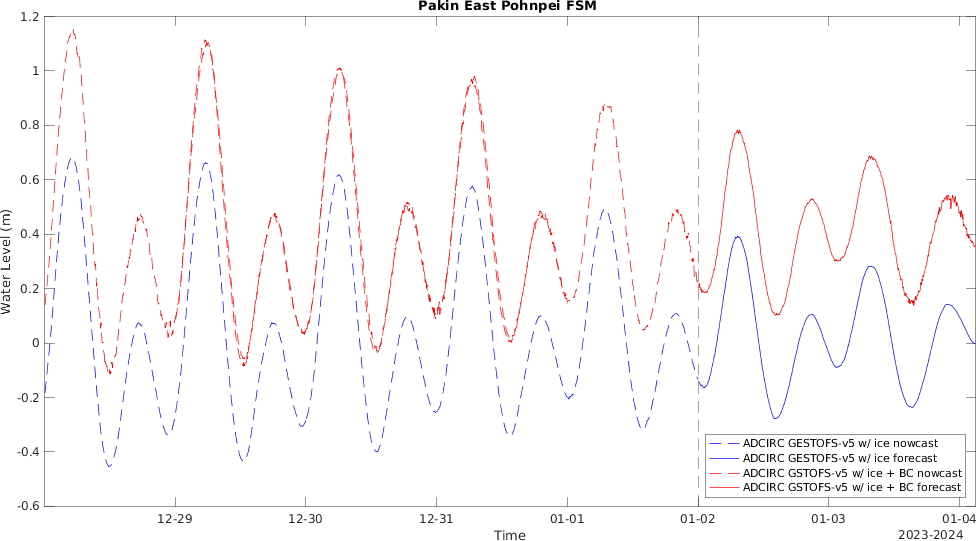 Pakin East Pohnpei FSM
1.2
1
0.8
0.6
0.4
0.2
0
-0.2
-0.4
-0.6
Water Level (m)
12-29
12-30
12-31
01-01
01-02
01-03
01-04
Time
2023-2024
ADCIRC GESTOFS-v5 w/ ice nowcast
ADCIRC GESTOFS-v5 w/ ice forecast
ADCIRC GSTOFS-v5 w/ ice + BC nowcast
ADCIRC GSTOFS-v5 w/ ice + BC forecast